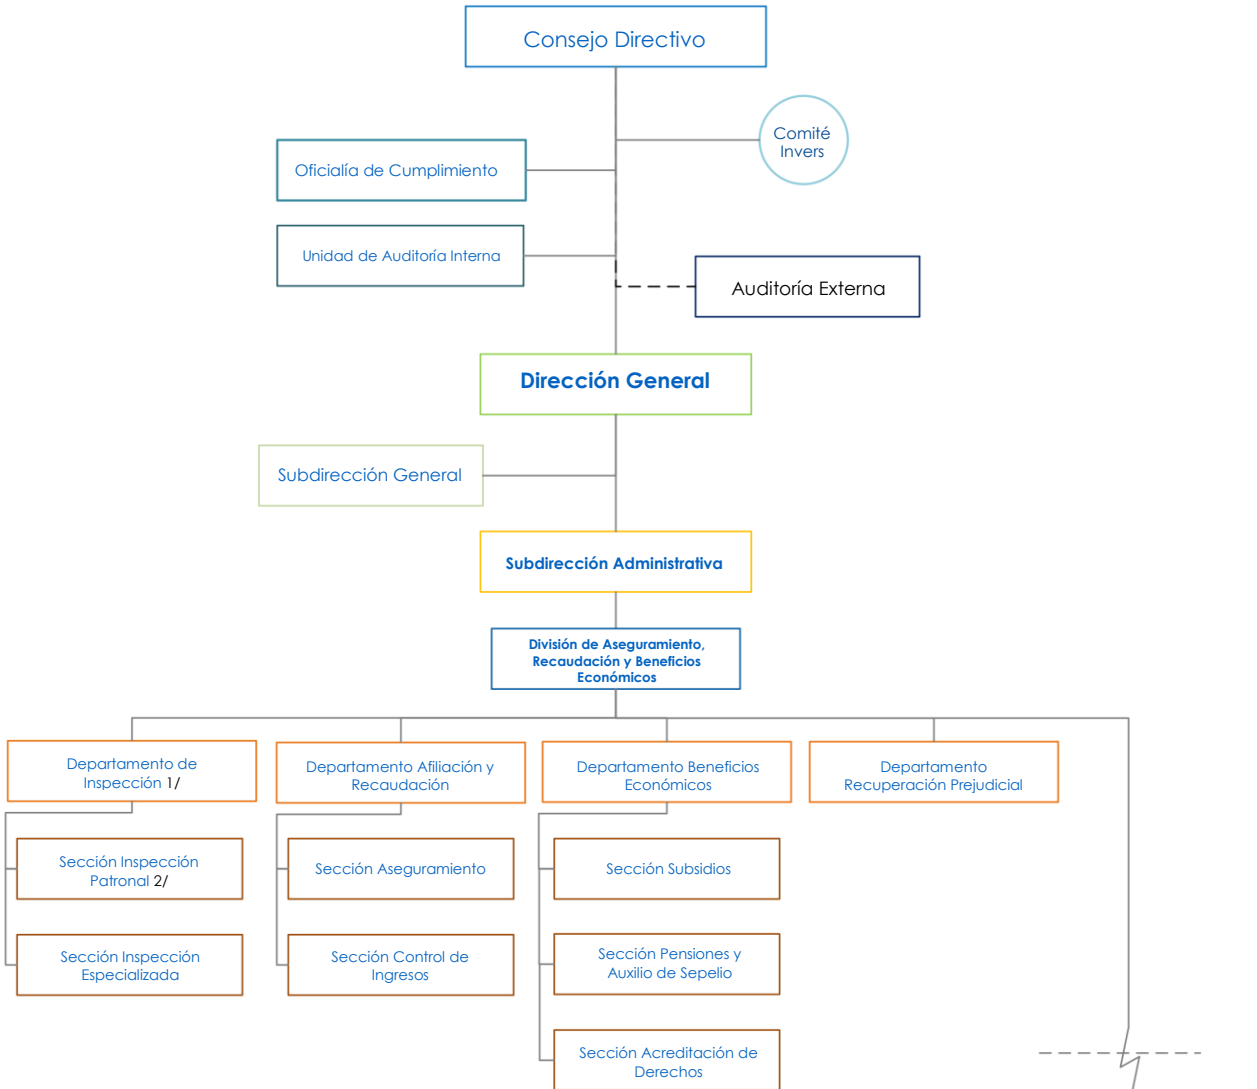 Consejo Directivo
Comité
Invers
Oficialía de Cumplimiento
Unidad de Auditoría Interna
Auditoría Externa
Dirección General
Subdirección General
Subdirección Administrativa
División de Aseguramiento,
Recaudación y Beneficios
Económicos
Departamento de
Inspección 1/
Departamento Afiliación y
Recaudación
Departamento Beneficios
Económicos
Departamento
Recuperación Prejudicial
Sección Inspección
Patronal 2/
Sección Aseguramiento
Sección Subsidios
Sección Inspección
Especializada
Sección Control de
Ingresos
Sección Pensiones y
Auxilio de Sepelio
Sección Acreditación de
Derechos